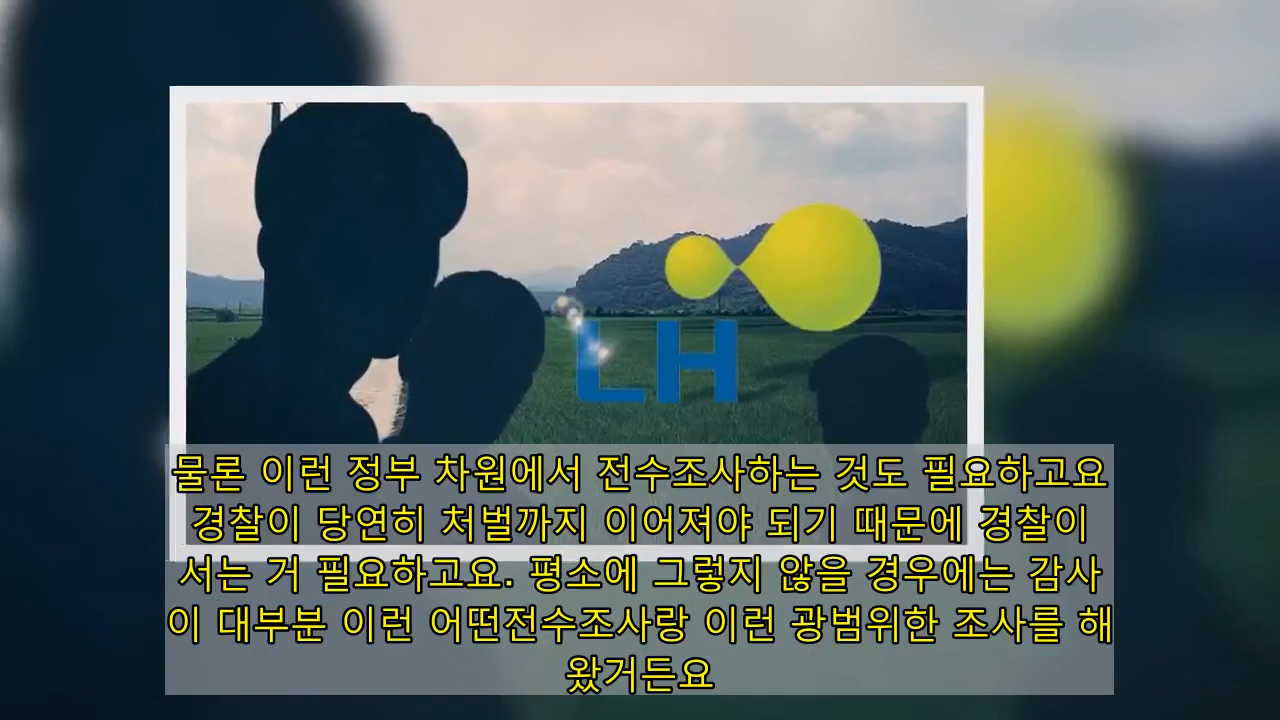 LH
물론 이런 정부 차원에서 전수조사하는 것도 필요하고요
경찰이 당연히 처벌까지 이어져야 되기 때문에 경찰이
서는 거 필요하고요. 평소에 그렇지 않을 경우에는 감사
이 대부분 이런 어떤전수조사랑 이런 광범위한 조사를 해
왔거든요